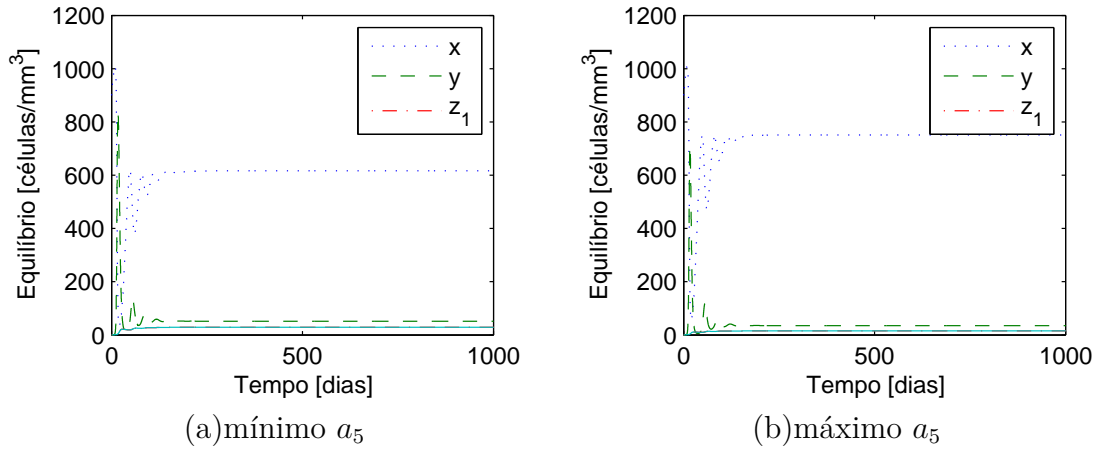 1200
1000
800
600
400
200
0
Equilíbrio [células/mm³]
x
y
z₁
0
500
1000
Tempo [dias]
(a)mínimo a₅
1200
1000
800
600
400
200
0
Equilíbrio [células/mm³]
x
y
z₁
0
500
1000
Tempo [dias]
(b)máximo a₅